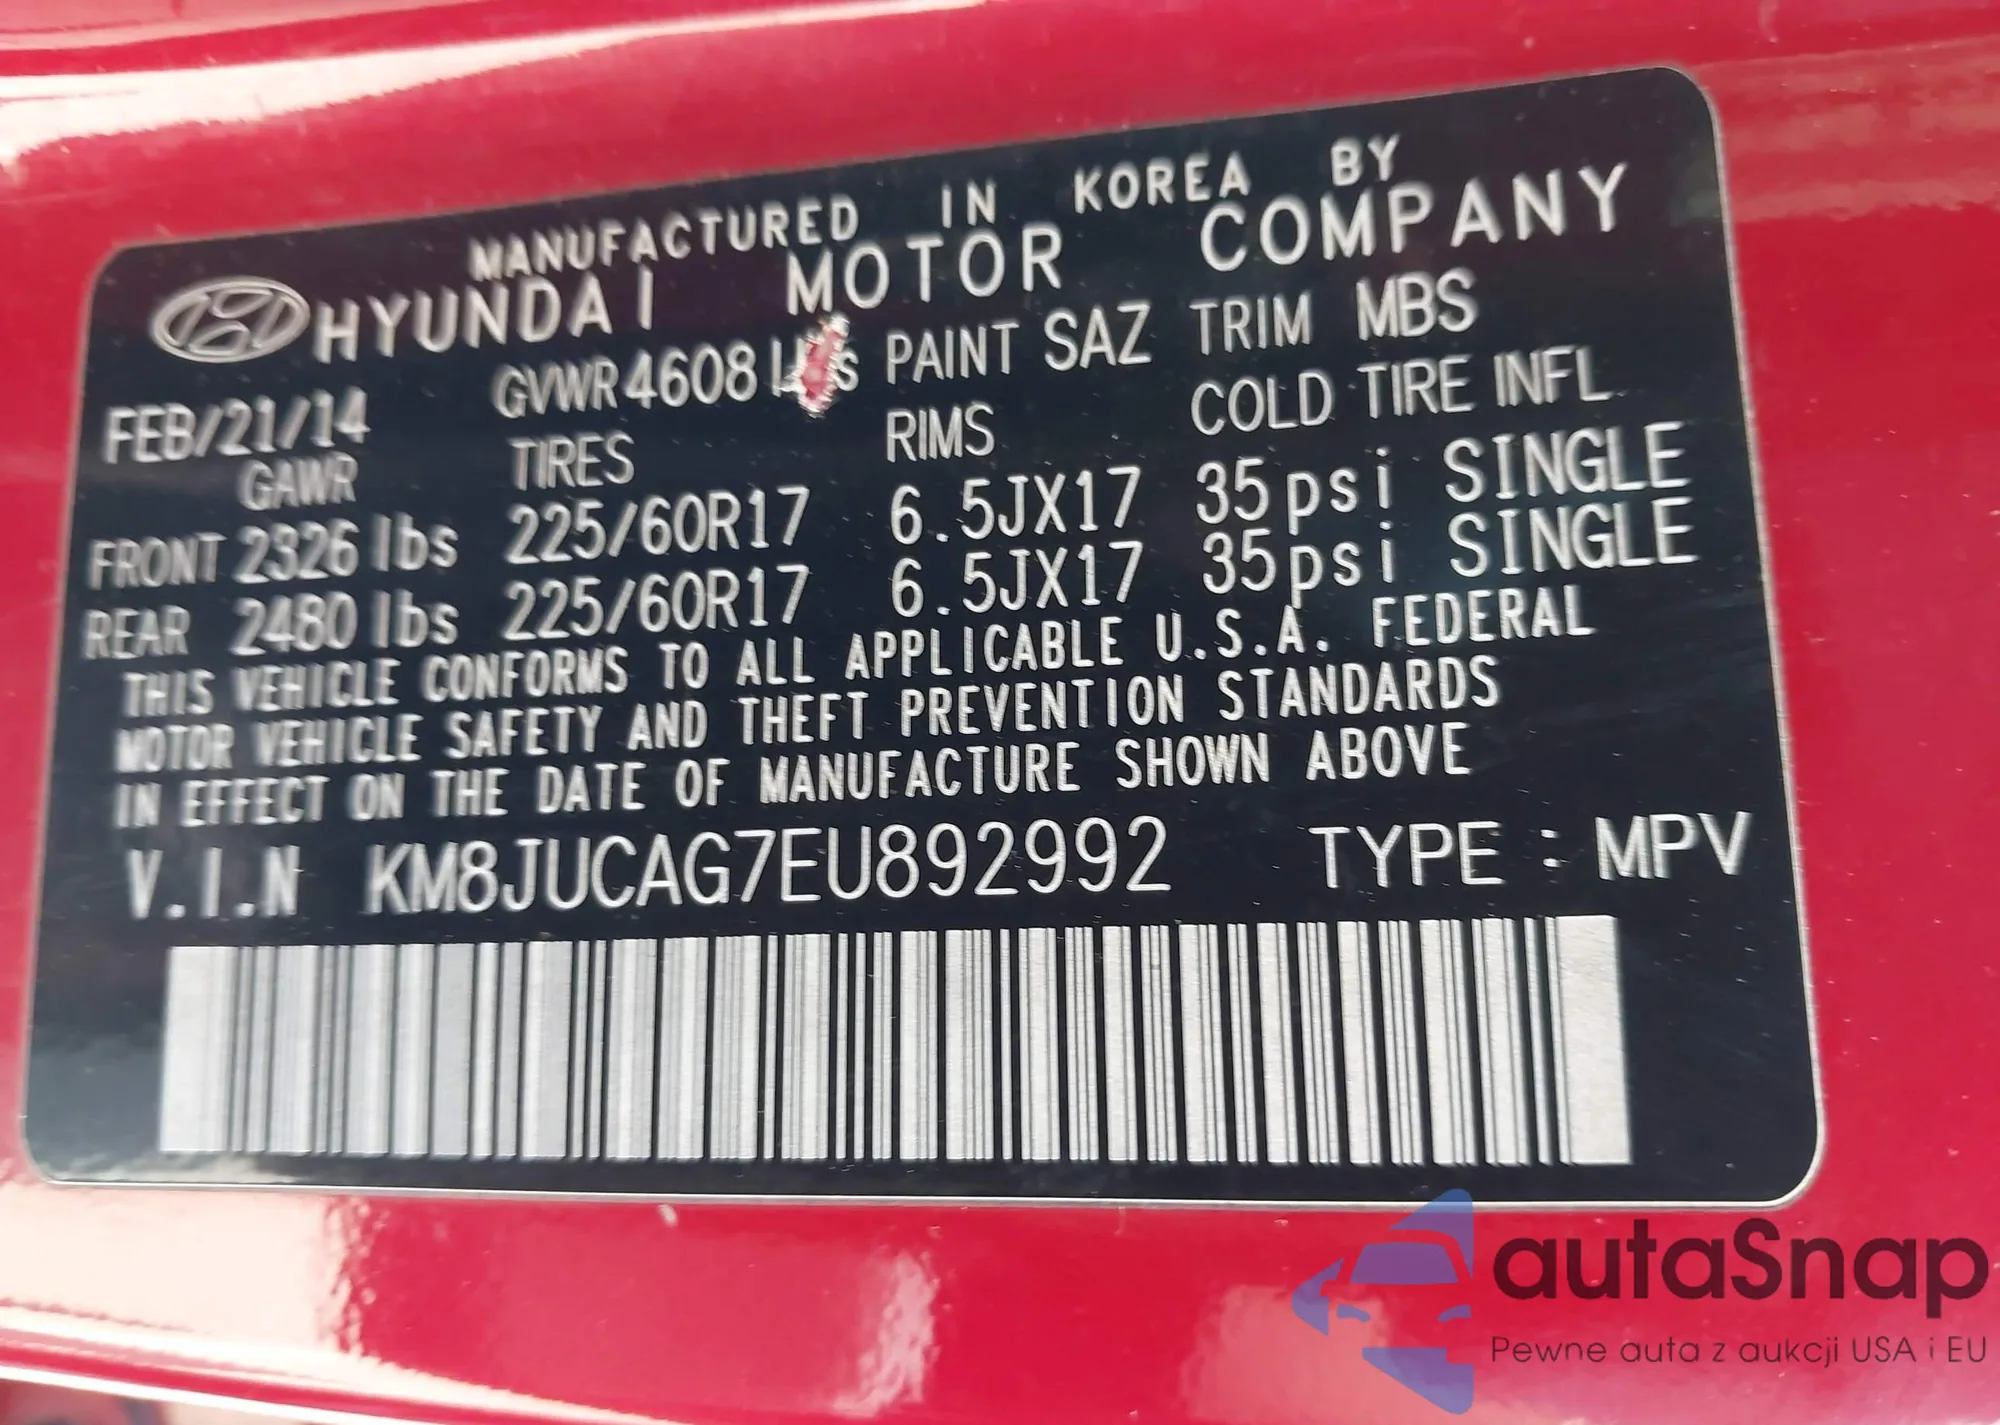 MANUFACTURED IN KOREA BY
HYUNDAI MOTOR COMPANY
FEB/21/14 GVWR 4608 lbs PAINT SAZ TRIM MBS
GAWR TIRES RIMS COLD TIRE INFL
FRONT 2326 lbs 225/60R17 6.5JX17 35psi SINGLE
REAR 2480 lbs 225/60R17 6.5JX17 35psi SINGLE
THIS VEHICLE CONFORMS TO ALL APPLICABLE U.S.A. FEDERAL
MOTOR VEHICLE SAFETY AND THEFT PREVENTION STANDARDS
IN EFFECT ON THE DATE OF MANUFACTURE SHOWN ABOVE
V.I.N KM8JUCAG7EU892992 TYPE : MPV
autaSnap
Pewne auta z aukcji USA i EU